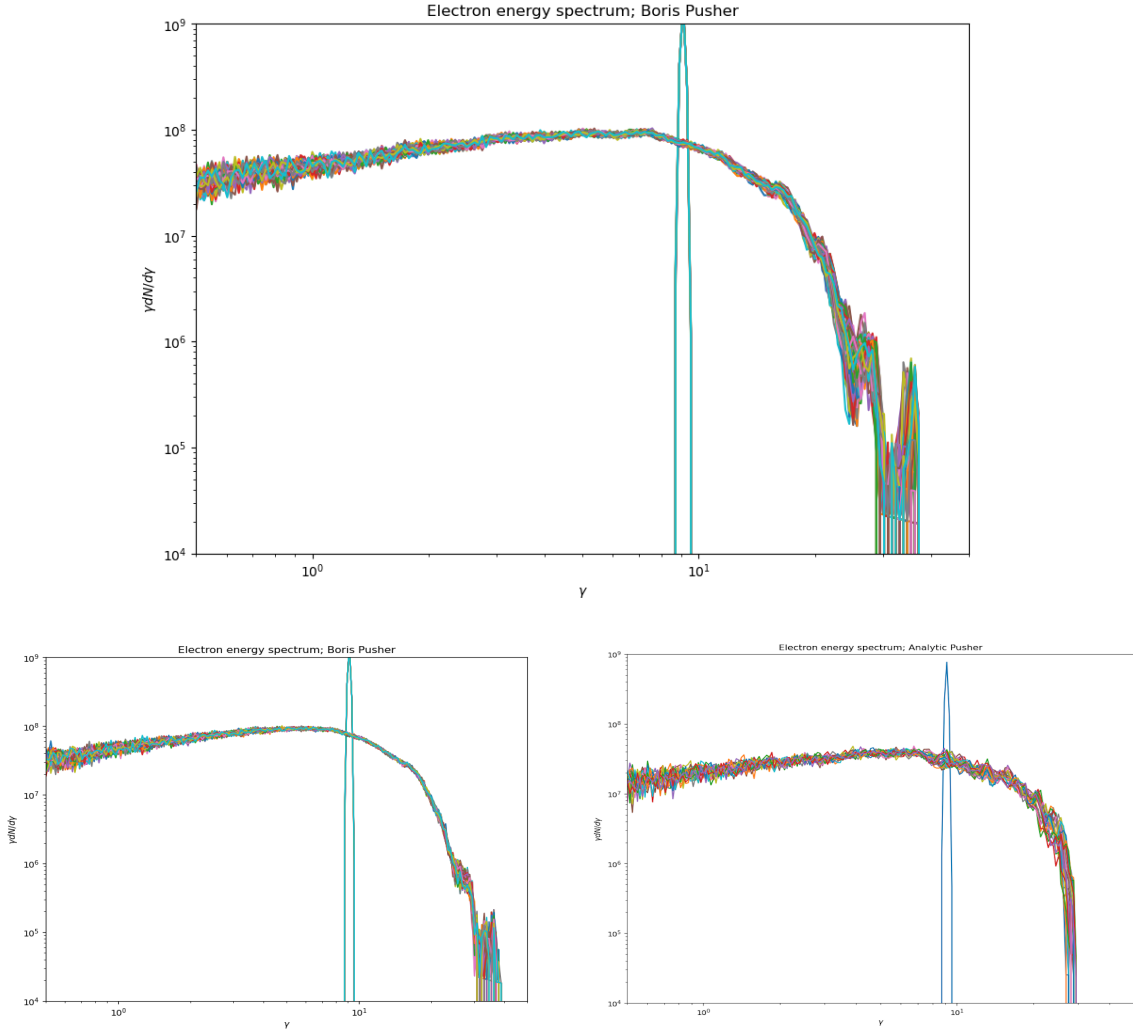 Electron energy spectrum; Boris Pusher
10⁹
10⁸
10⁷
10⁶
10⁵
10⁴
γdN/dγ
10⁰
10¹
γ
Electron energy spectrum; Boris Pusher
10⁹
10⁸
10⁷
10⁶
10⁵
10⁴
γdN/dγ
10⁰
10¹
γ
Electron energy spectrum; Analytic Pusher
10⁹
10⁸
10⁷
10⁶
10⁵
10⁴
γdN/dγ
10⁰
10¹
γ